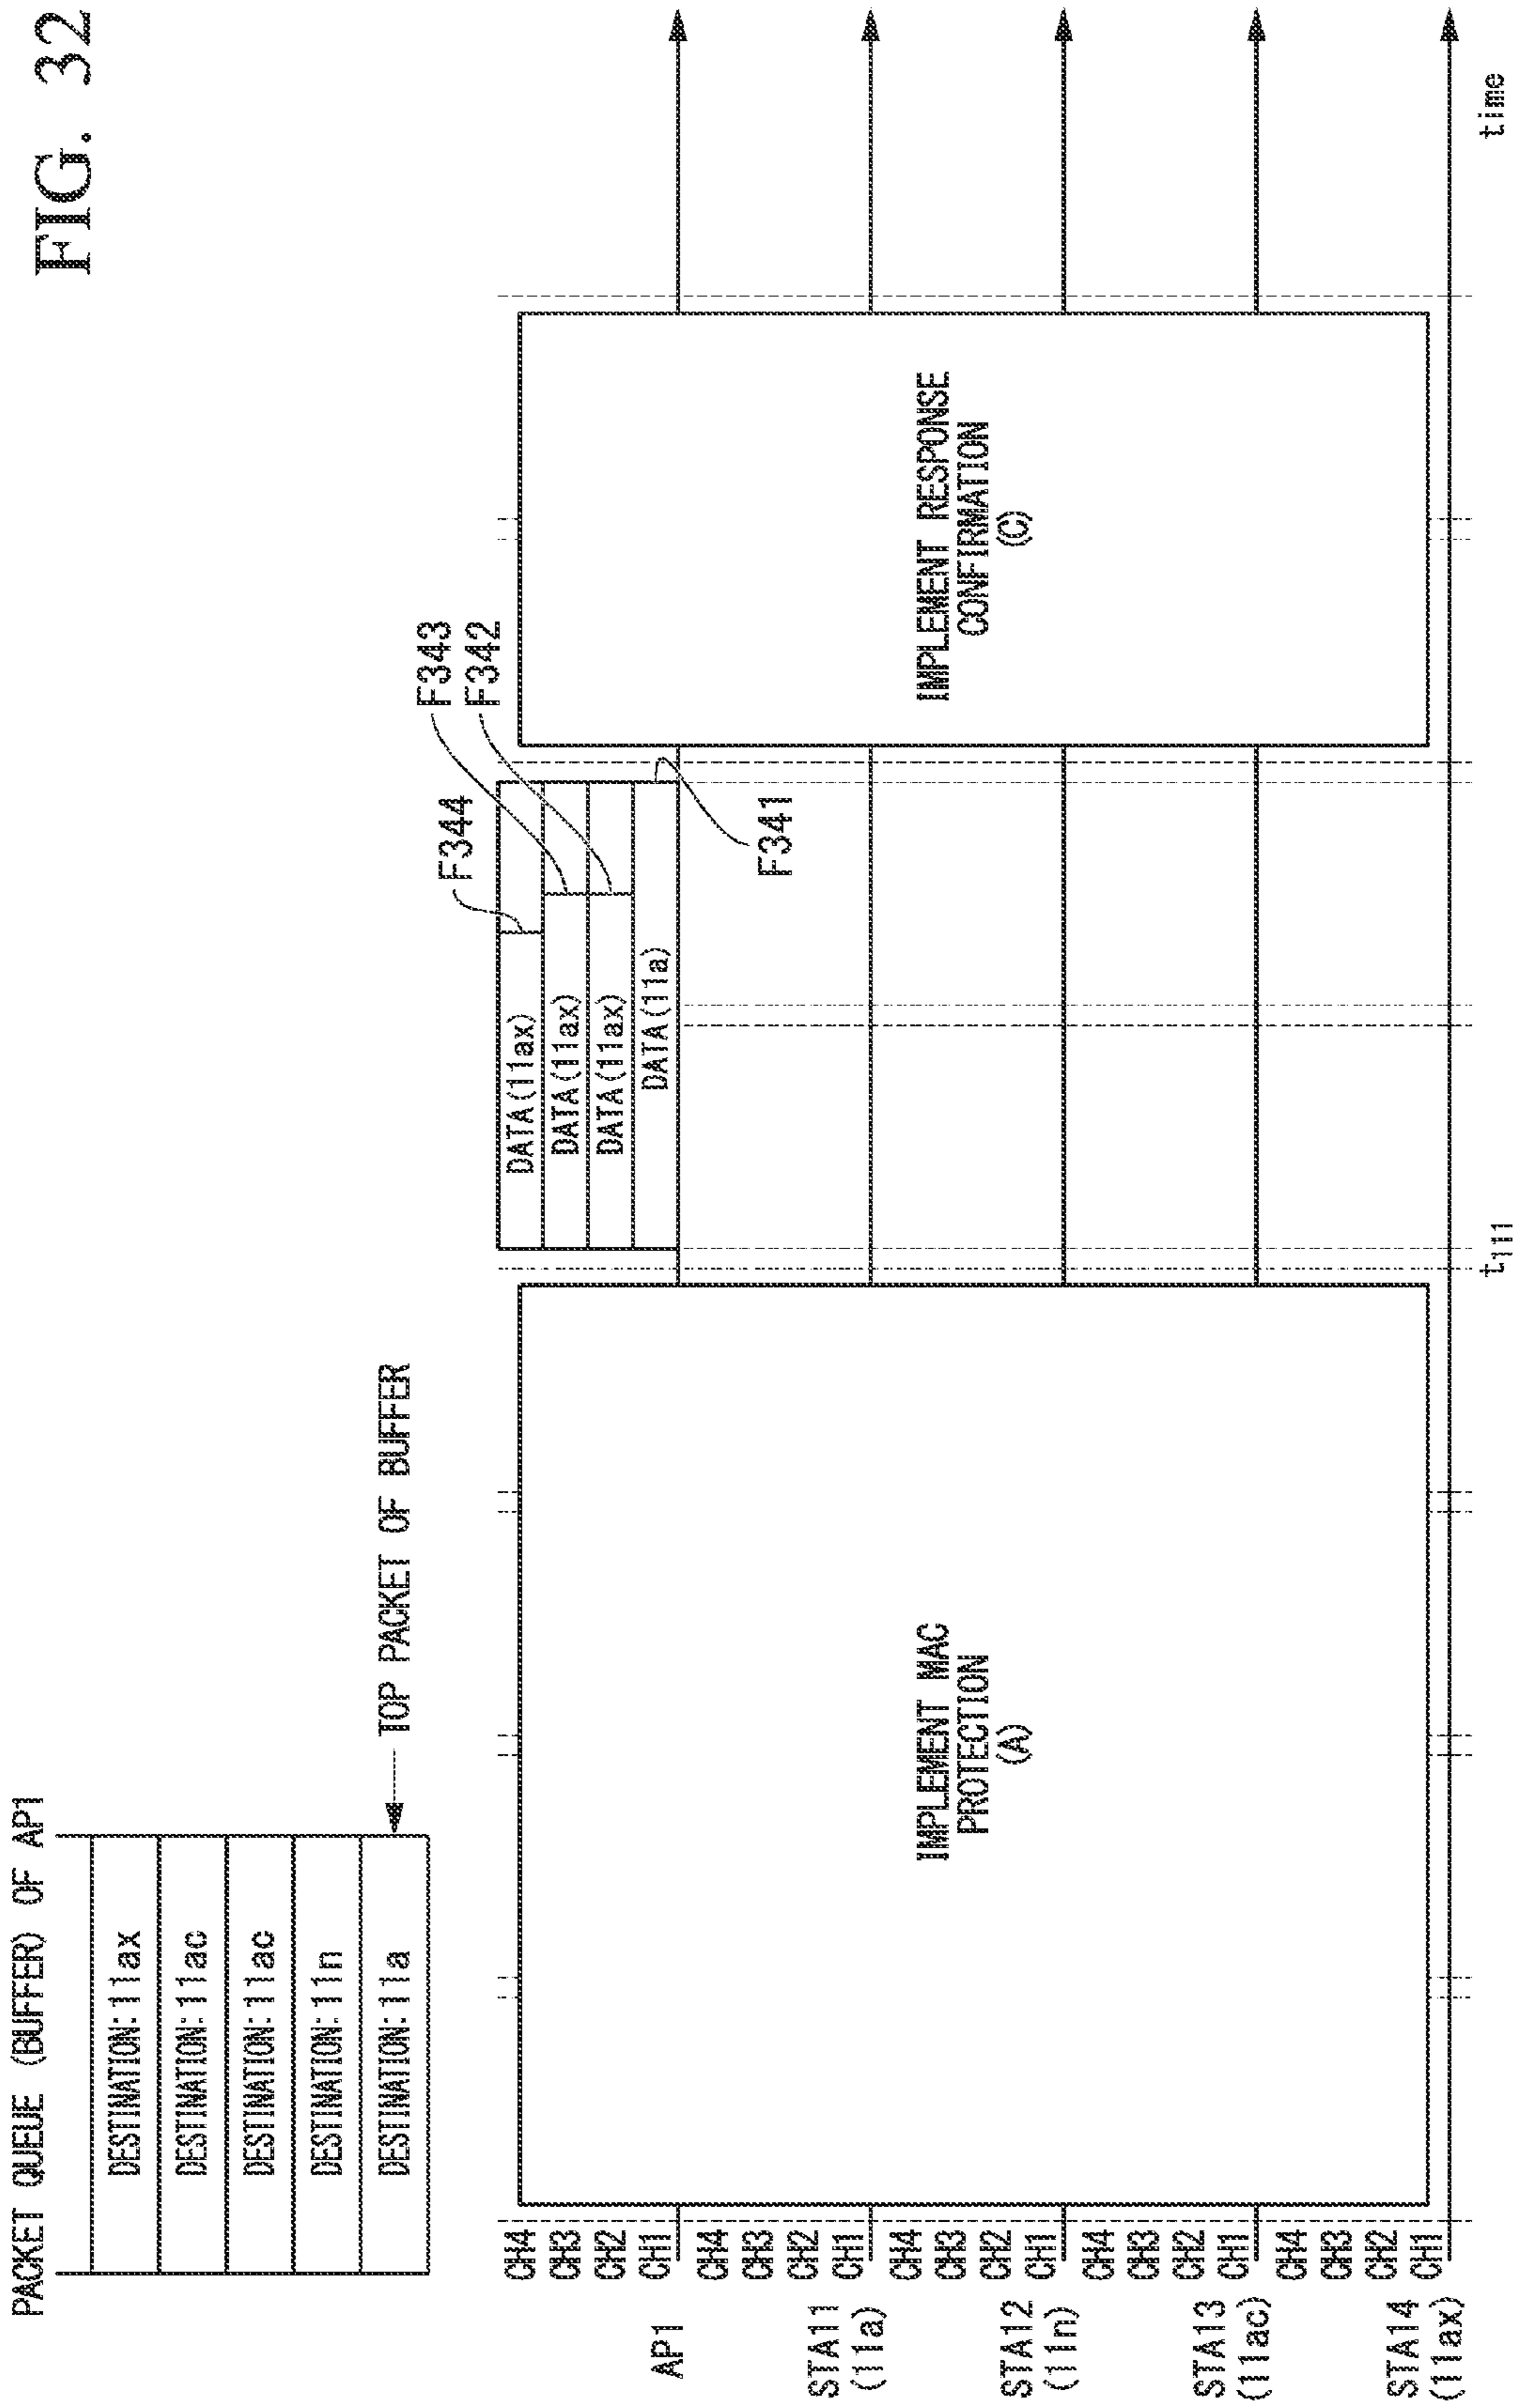 FIG. 32
PACKET QUEUE (BUFFER) OF AP1
DESTINATION:11ax
DESTINATION:11ac
DESTINATION:11ac
DESTINATION:11n
DESTINATION:11a
TOP PACKET OF BUFFER
F343
F342
F344
F341
DATA(11ax)
DATA(11ax)
DATA(11ax)
DATA(11a)
IMPLEMENT MAC
PROTECTION
(A)
IMPLEMENT RESPONSE
CONFIRMATION
(C)
AP1
CH4
CH3
CH2
CH1
STA11
(11a)
CH4
CH3
CH2
CH1
STA12
(11n)
CH4
CH3
CH2
CH1
STA13
(11ac)
CH4
CH3
CH2
CH1
STA14
(11ax)
CH4
CH3
CH2
CH1
t111
time